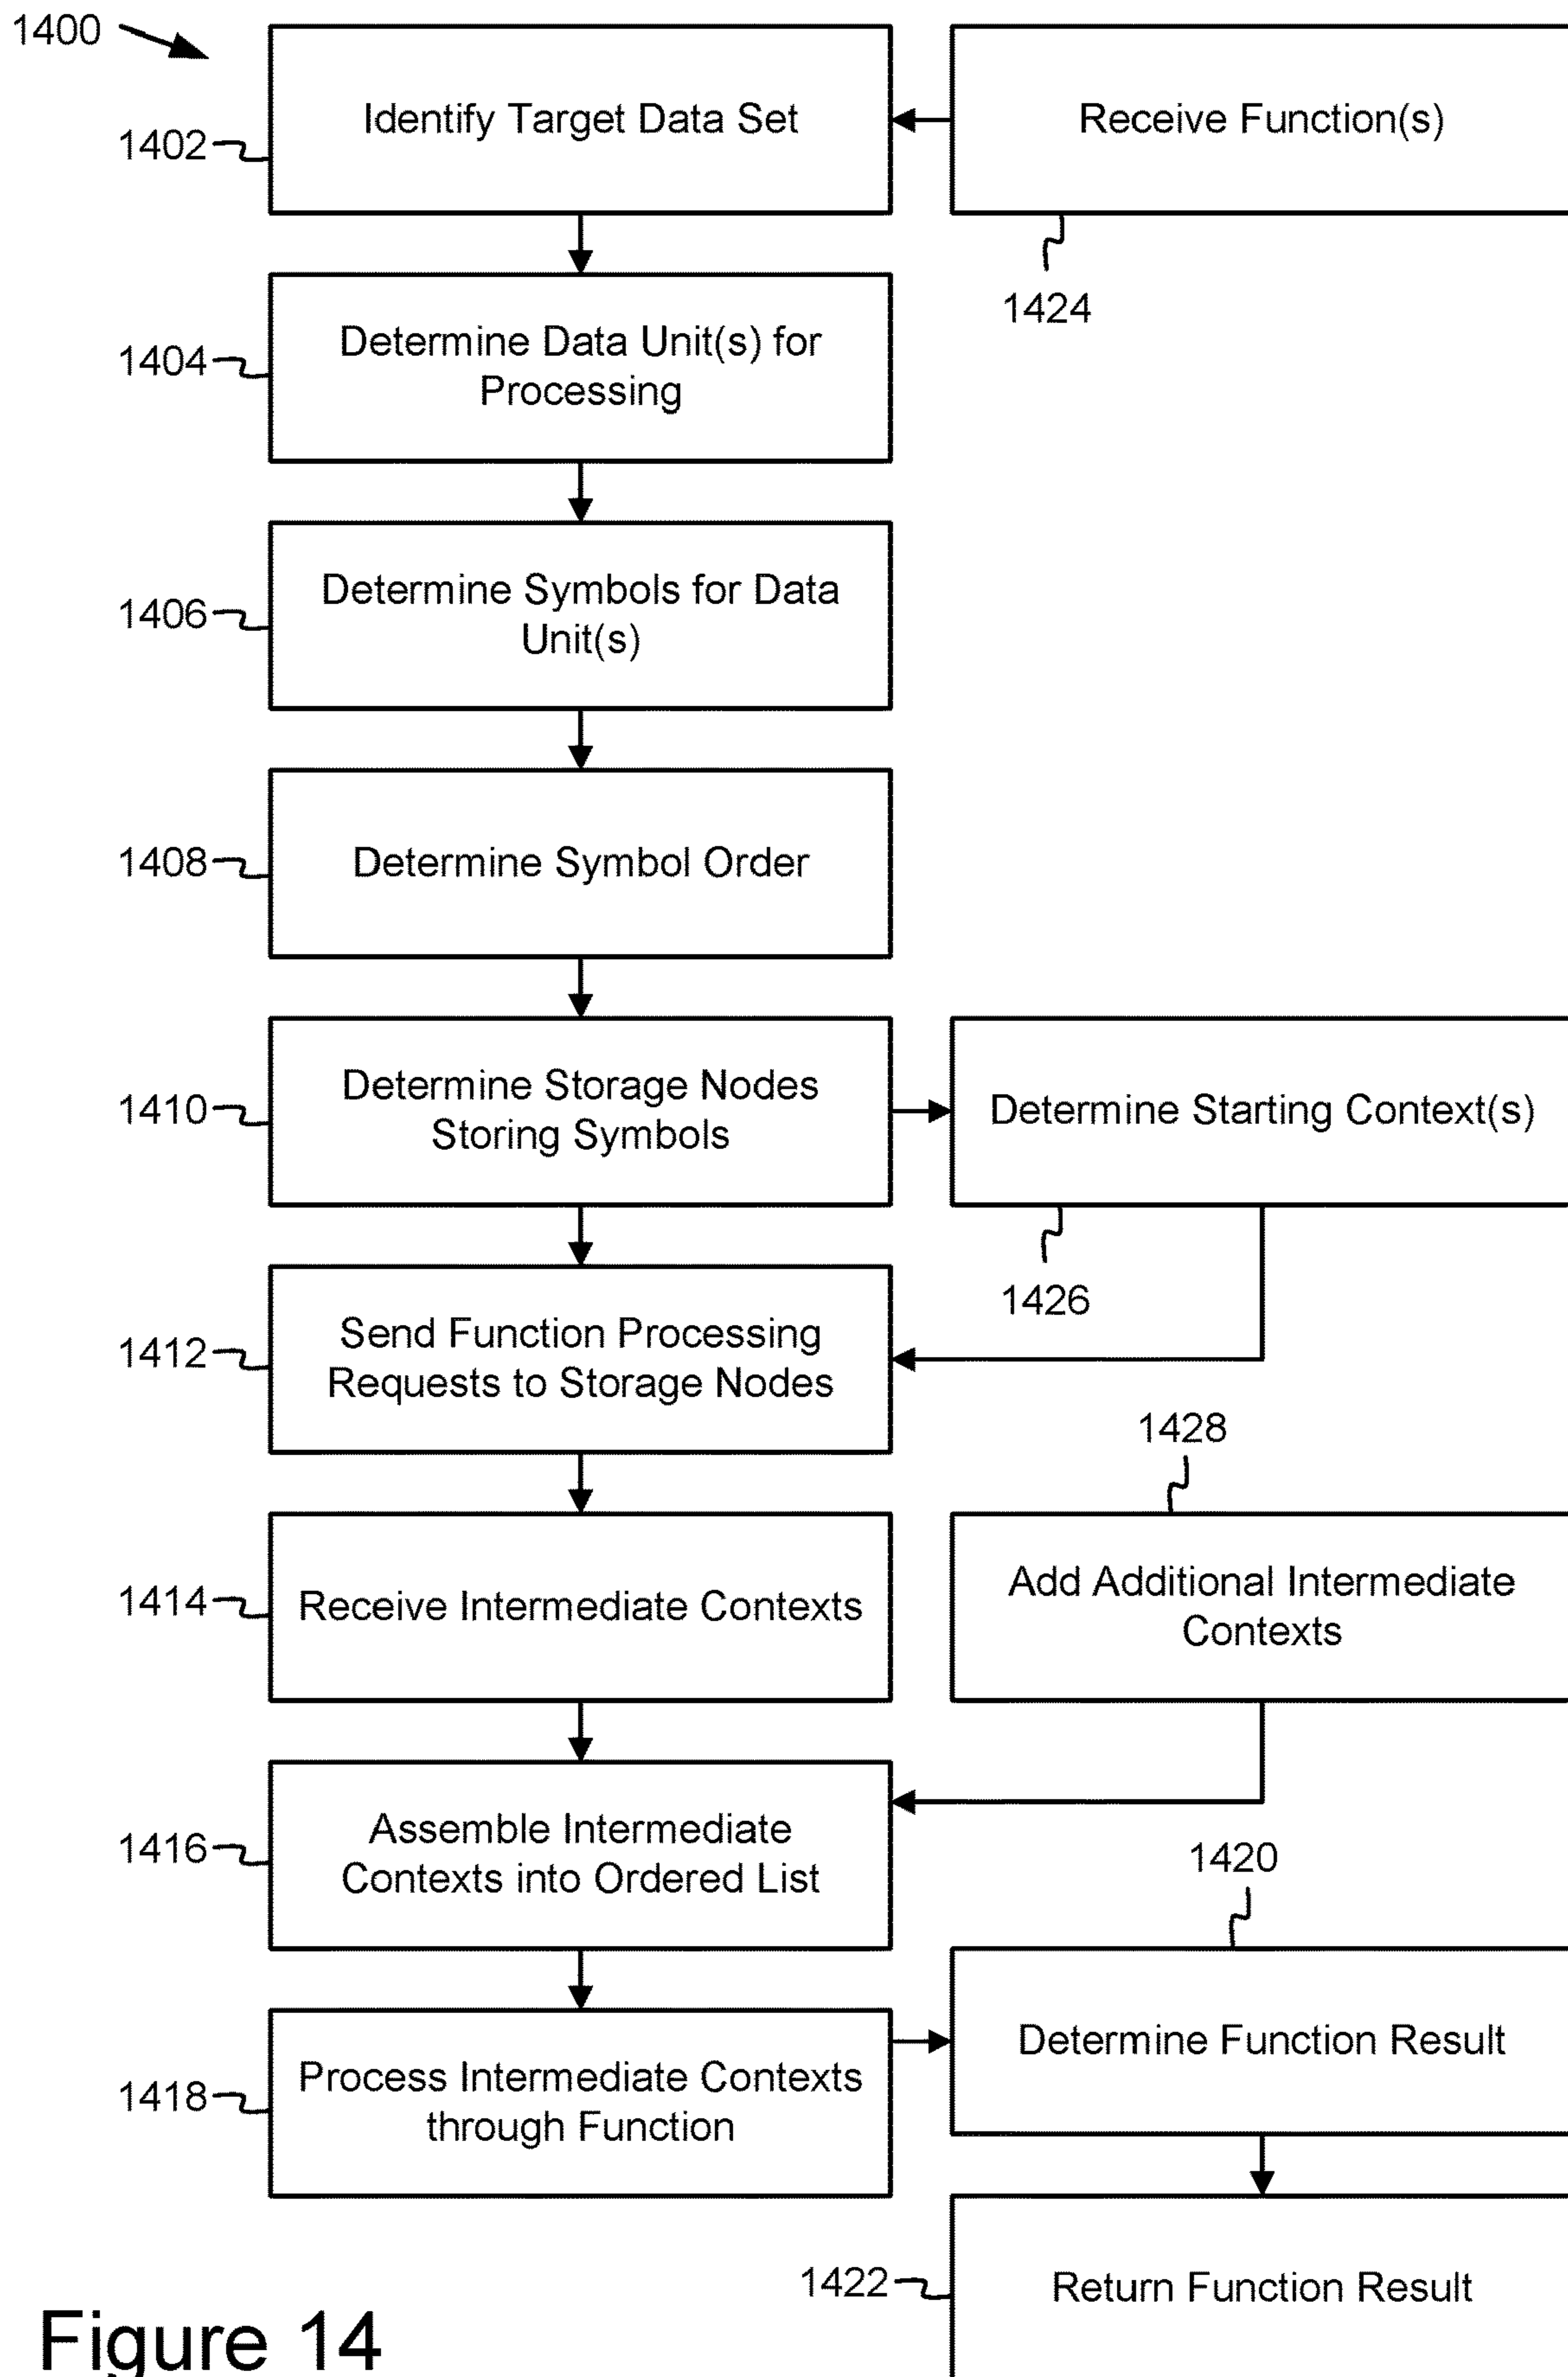 1400
Identify Target Data Set
Receive Function(s)
1402
1424
Determine Data Unit(s) for
Processing
1404
Determine Symbols for Data
Unit(s)
1406
Determine Symbol Order
1408
Determine Storage Nodes
Storing Symbols
1410
Determine Starting Context(s)
1426
Send Function Processing
Requests to Storage Nodes
1412
1428
Receive Intermediate Contexts
1414
Add Additional Intermediate
Contexts
Assemble Intermediate
Contexts into Ordered List
1416
1420
Process Intermediate Contexts
through Function
1418
Determine Function Result
1422
Return Function Result
Figure 14